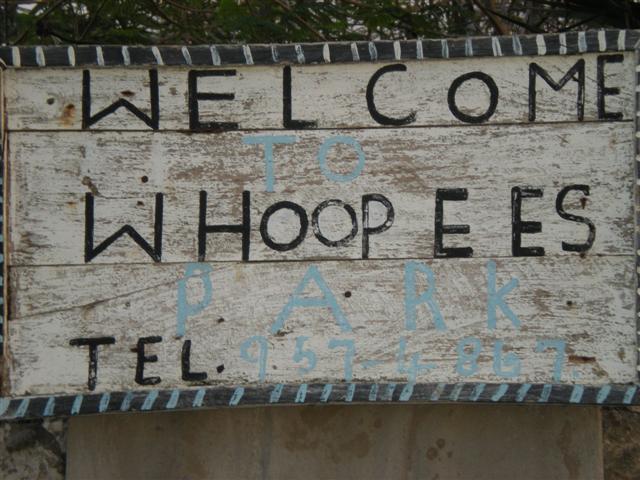 WELCOME
TO
WHOOPEES
PARK
TEL. 957-4867.